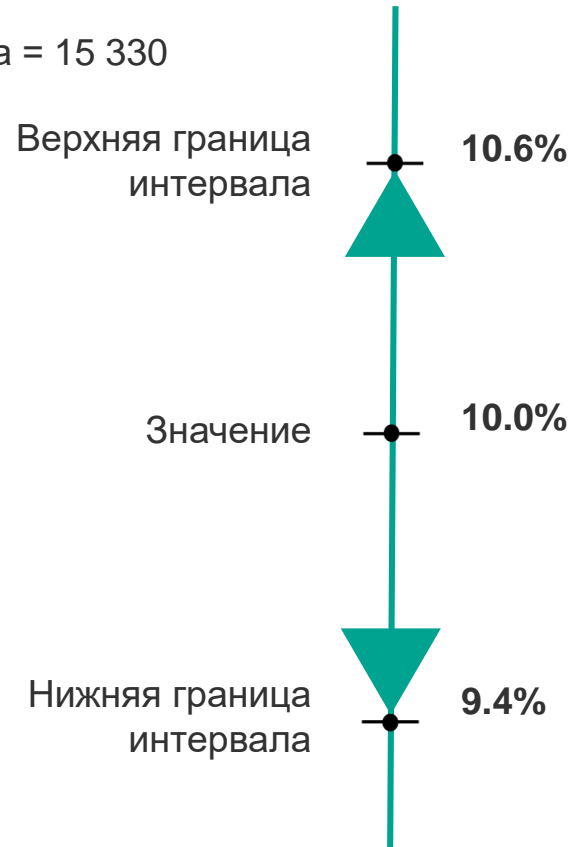 а = 15 330
Верхняя граница
интервала
10.6%
Значение
10.0%
Нижняя граница
интервала
9.4%